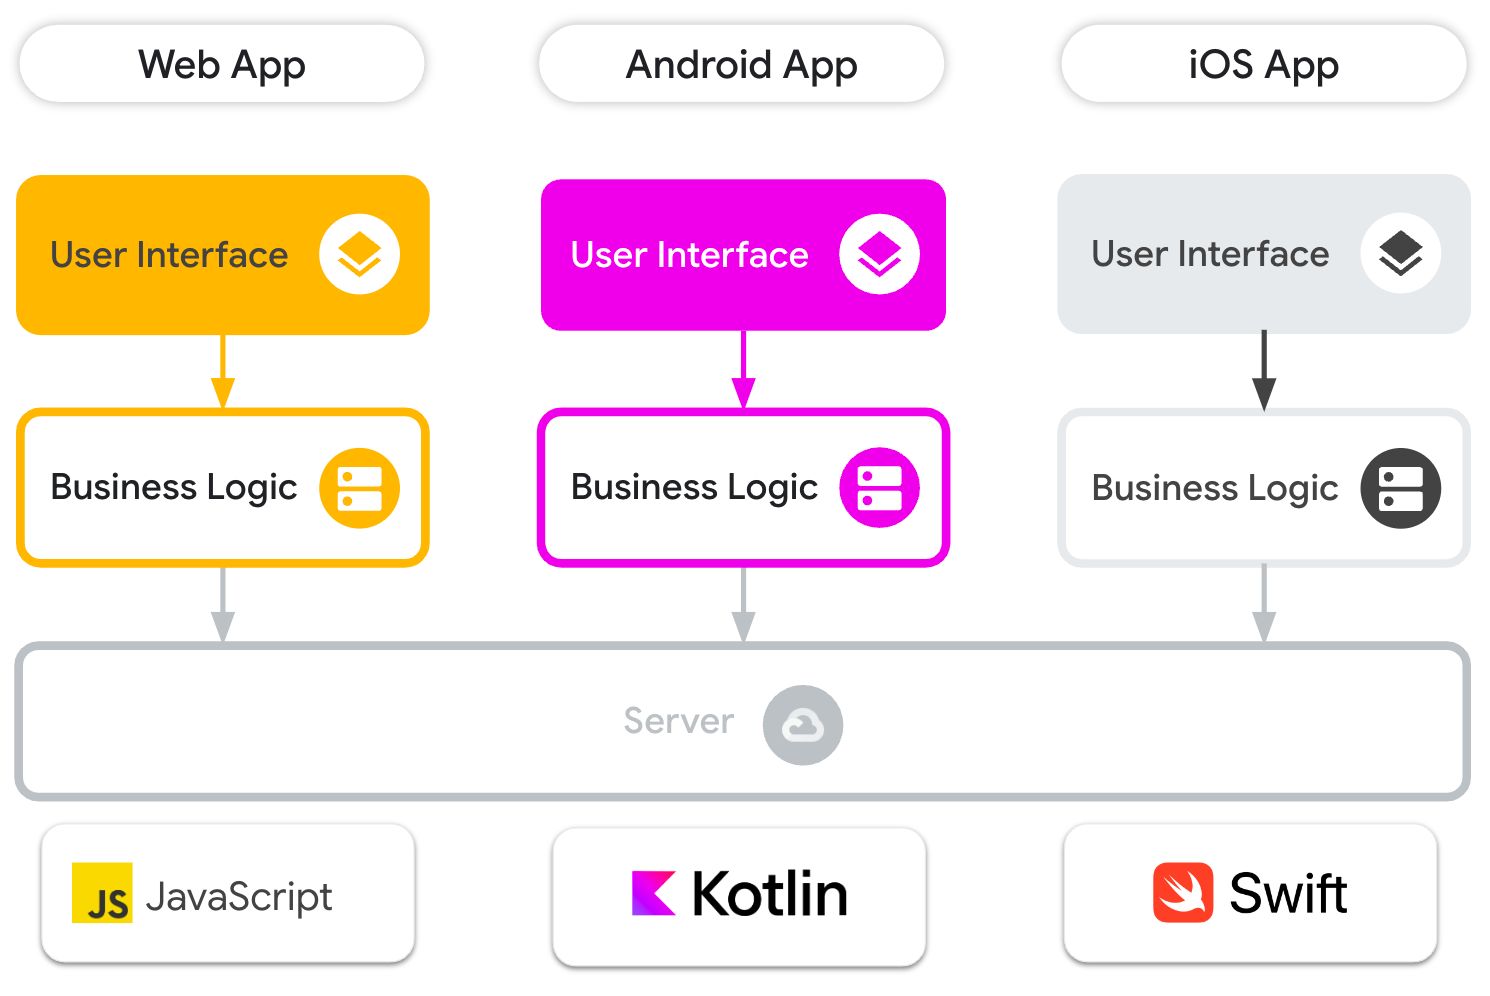 Web App
Android App
iOS App
User Interface
User Interface
User Interface
Business Logic
Business Logic
Business Logic
Server
JS JavaScript
Kotlin
Swift